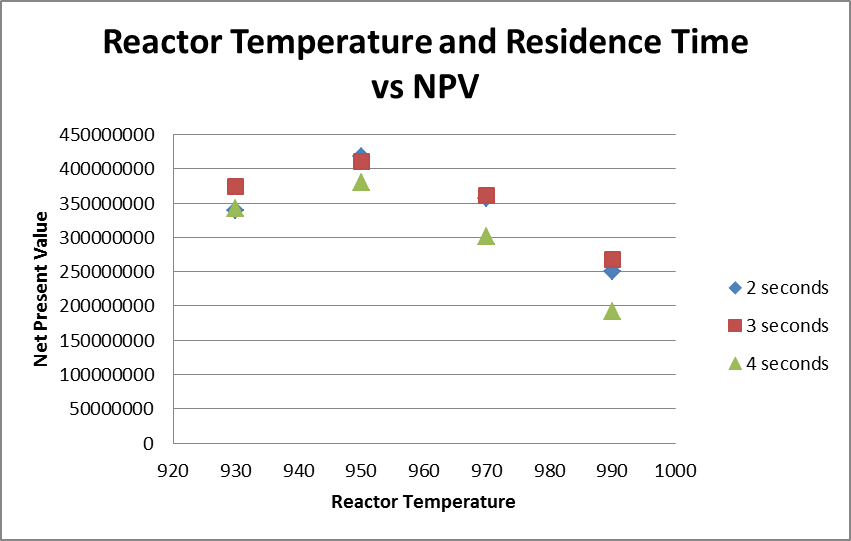 Reactor Temperature and Residence Time
vs NPV
Net Present Value
450000000
400000000
350000000
300000000
250000000
200000000
150000000
100000000
50000000
0
920 930 940 950 960 970 980 990 1000
Reactor Temperature
2 seconds
3 seconds
4 seconds